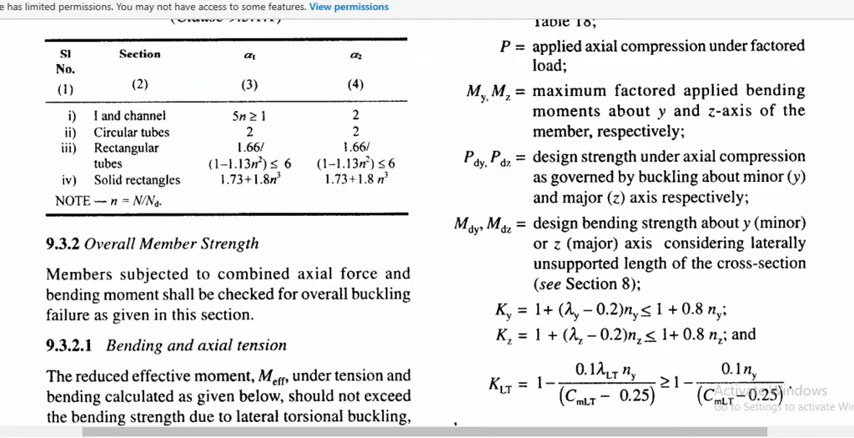 e has limited permissions. You may not have access to some features. View permissions
Sl No. Section α₁ α₂
(1) (2) (3) (4)
i) I and channel 5n ≥ 1 2
ii) Circular tubes 2 2
iii) Rectangular 1.66/ 1.66/
tubes (1–1.13n²) ≤ 6 (1–1.13n²) ≤ 6
iv) Solid rectangles 1.73+1.8n³ 1.73+1.8 n³
NOTE — n = N/Nd.
9.3.2 Overall Member Strength
Members subjected to combined axial force and
bending moment shall be checked for overall buckling
failure as given in this section.
9.3.2.1 Bending and axial tension
The reduced effective moment, Meff, under tension and
bending calculated as given below, should not exceed
the bending strength due to lateral torsional buckling,
Table 18;
P = applied axial compression under factored
load;
My, Mz = maximum factored applied bending
moments about y and z-axis of the
member, respectively;
Pdy, Pdz = design strength under axial compression
as governed by buckling about minor (y)
and major (z) axis respectively;
Mdy, Mdz = design bending strength about y (minor)
or z (major) axis considering laterally
unsupported length of the cross-section
(see Section 8);
Ky = 1+ (λy – 0.2)ny ≤ 1 + 0.8 ny;
Kz = 1 + (λz – 0.2)nz ≤ 1+ 0.8 nz; and
KLT = 1– 0.1λLT ny / (CmLT – 0.25) ≥ 1– 0.1ny / (CmLT – 0.25) .
Activate Windows
Go to Settings to activate Win